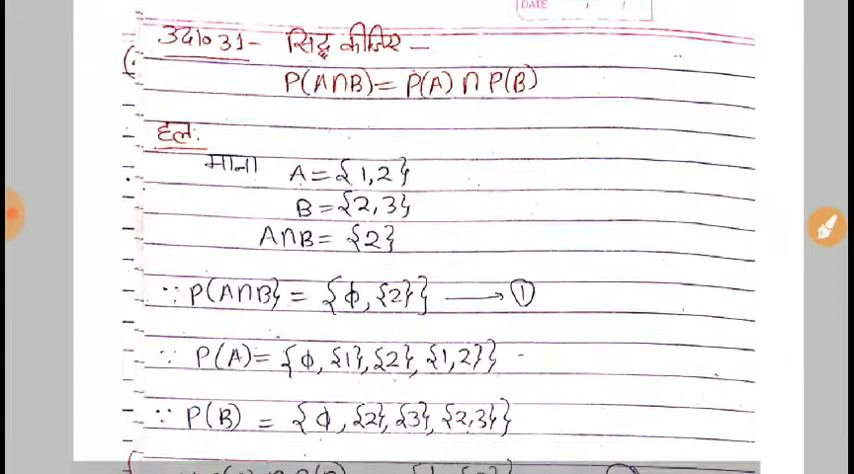 DATE
उदा० 31- सिद्ध कीजिए -
P(A∩B) = P(A) ∩ P(B)
हल:
माना A = {1,2}
B = {2,3}
A∩B = {2}
∵ P(A∩B} = {ϕ, {2}} ⟶ ①
∵ P(A) = {ϕ, {1}, {2}, {1,2}} -
∵ P(B) = {ϕ, {2}, {3}, {2,3}}